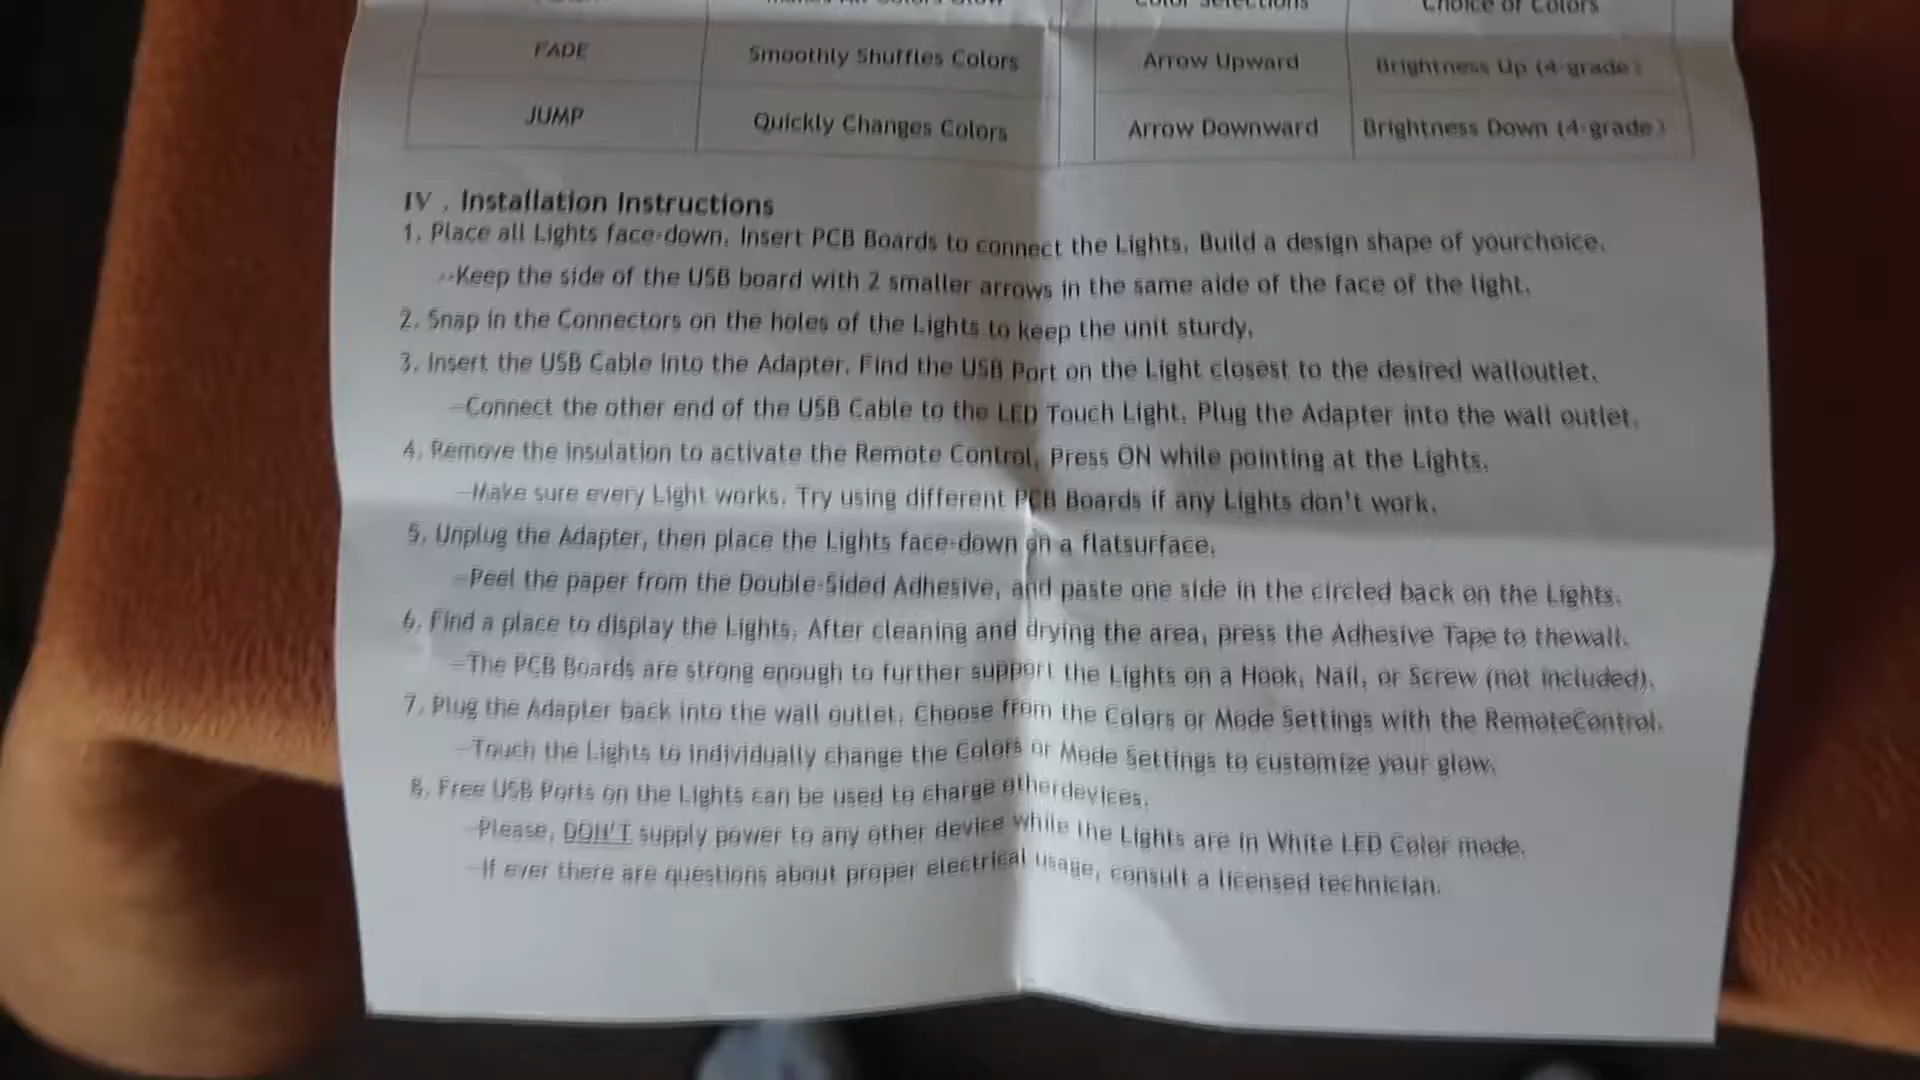 Color Selections
Choice of Colors
FADE
Smoothly Shuffles Colors
Arrow Upward
Brightness Up (4-grade)
JUMP
Quickly Changes Colors
Arrow Downward
Brightness Down (4-grade)
IV . Installation Instructions
1. Place all Lights face-down. Insert PCB Boards to connect the Lights. Build a design shape of yourchoice.
--Keep the side of the USB board with 2 smaller arrows in the same aide of the face of the light.
2. Snap in the Connectors on the holes of the Lights to keep the unit sturdy.
3. Insert the USB Cable into the Adapter. Find the USB Port on the Light closest to the desired walloutlet.
—Connect the other end of the USB Cable to the LED Touch Light. Plug the Adapter into the wall outlet.
4. Remove the insulation to activate the Remote Control, Press ON while pointing at the Lights.
—Make sure every Light works. Try using different PCB Boards if any Lights don't work.
5. Unplug the Adapter, then place the Lights face-down on a flatsurface.
—Peel the paper from the Double-Sided Adhesive, and paste one side in the circled back on the Lights.
6. Find a place to display the Lights. After cleaning and drying the area, press the Adhesive Tape to thewall.
—The PCB Boards are strong enough to further support the Lights on a Hook, Nail, or Screw (not included).
7. Plug the Adapter back into the wall outlet. Choose from the Colors or Mode Settings with the RemoteControl.
—Touch the Lights to individually change the Colors or Mode Settings to customize your glow.
8. Free USB Ports on the Lights can be used to charge otherdevices.
—Please, DON'T supply power to any other device while the Lights are in White LED Color mode.
—If ever there are questions about proper electrical usage, consult a licensed technician.